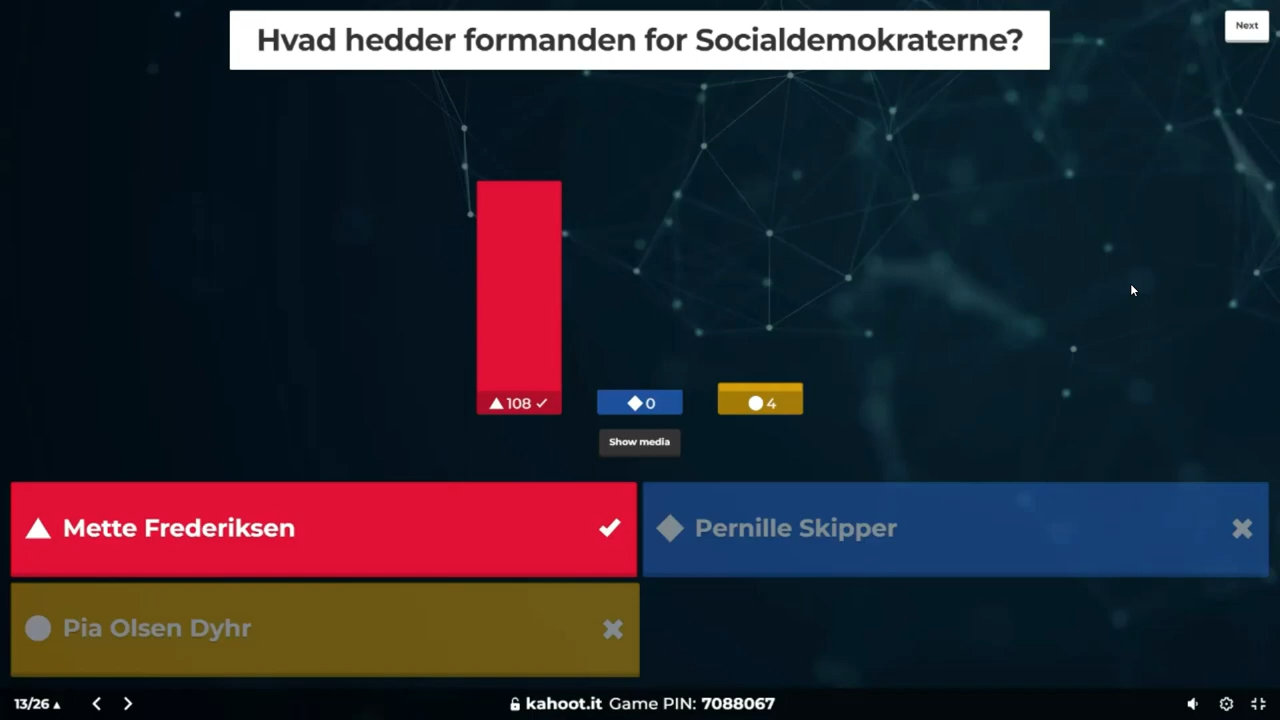 Hvad hedder formanden for Socialdemokraterne?
Next
108
0
4
Show media
Mette Frederiksen
Pernille Skipper
Pia Olsen Dyhr
13/26
kahoot.it Game PIN: 7088067